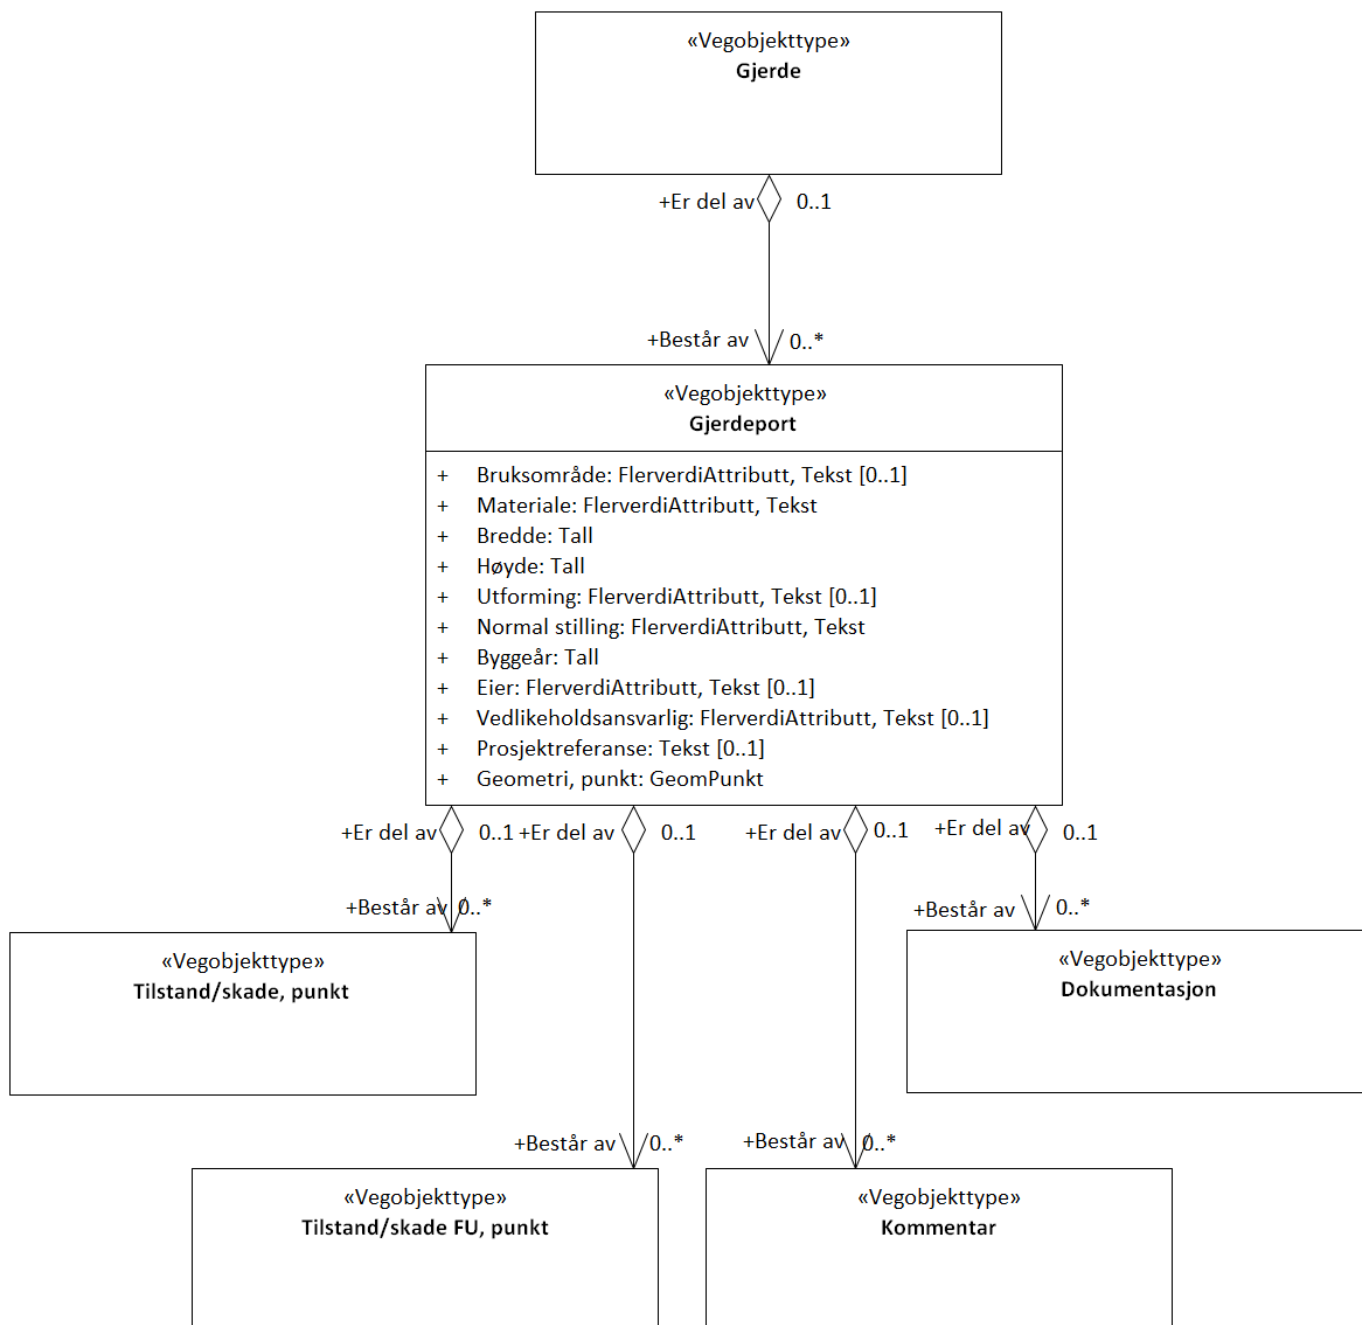 «Vegobjekttype»
Gjerde
+Er del av 0..1
+Består av 0..*
«Vegobjekttype»
Gjerdeport
+ Bruksområde: FlerverdiAttributt, Tekst [0..1]
+ Materiale: FlerverdiAttributt, Tekst
+ Bredde: Tall
+ Høyde: Tall
+ Utforming: FlerverdiAttributt, Tekst [0..1]
+ Normal stilling: FlerverdiAttributt, Tekst
+ Byggeår: Tall
+ Eier: FlerverdiAttributt, Tekst [0..1]
+ Vedlikeholdsansvarlig: FlerverdiAttributt, Tekst [0..1]
+ Prosjektreferanse: Tekst [0..1]
+ Geometri, punkt: GeomPunkt
+Er del av 0..1 +Er del av 0..1 +Er del av 0..1 +Er del av 0..1
+Består av 0..* +Består av 0..*
«Vegobjekttype»
Tilstand/skade, punkt
«Vegobjekttype»
Dokumentasjon
+Består av 0..* +Består av 0..*
«Vegobjekttype»
Tilstand/skade FU, punkt
«Vegobjekttype»
Kommentar